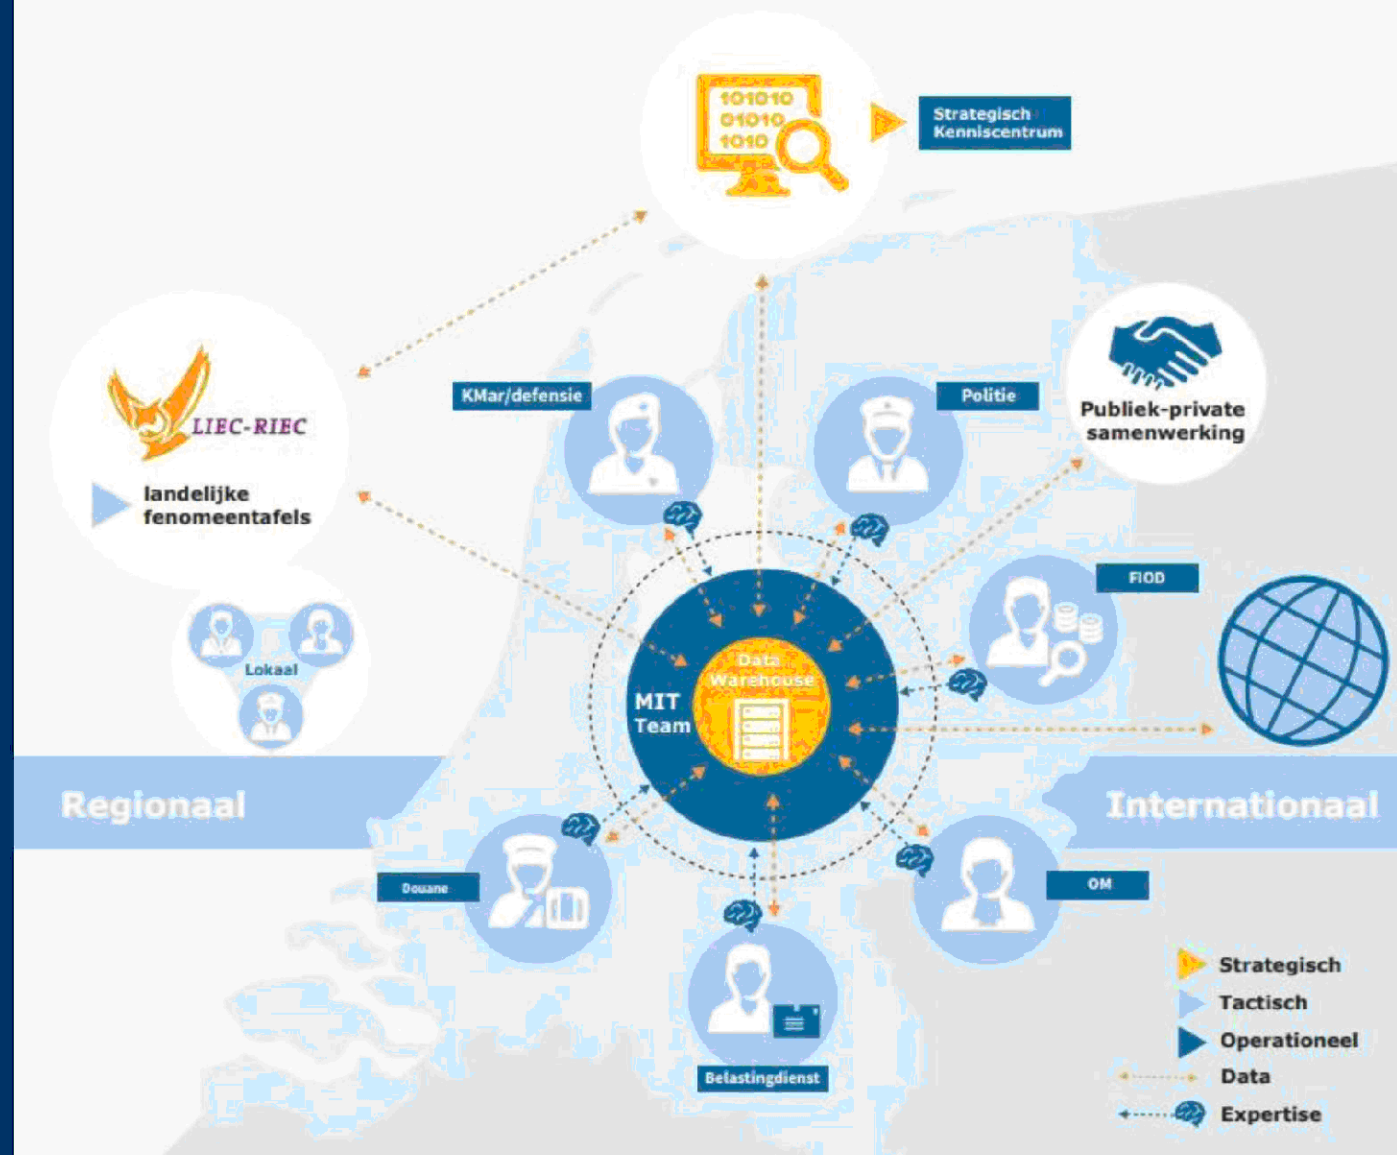 101010
01010
1010
Strategisch
Kenniscentrum
KMar/defensie
Politie
Publiek-private
samenwerking
LIEC-RIEC
landelijke
fenomeentafels
FIOD
Lokaal
Data
Warehouse
MIT
Team
Regionaal
Internationaal
Douane
OM
Belastingdienst
Strategisch
Tactisch
Operationeel
Data
Expertise